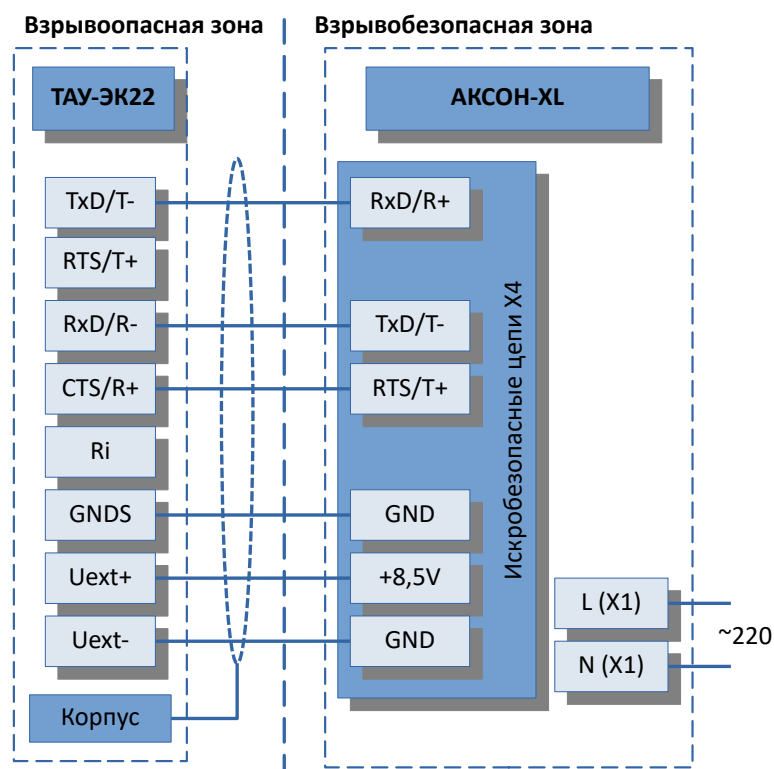 Взрывоопасная зона
Взрывобезопасная зона
ТАУ-ЭК22
АКСОН-XL
TxD/T-
RxD/R+
RTS/T+
RxD/R-
TxD/T-
CTS/R+
RTS/T+
Ri
GNDS
GND
Uext+
+8,5V
Uext-
GND
Корпус
Искробезопасные цепи X4
L (X1)
~220
N (X1)